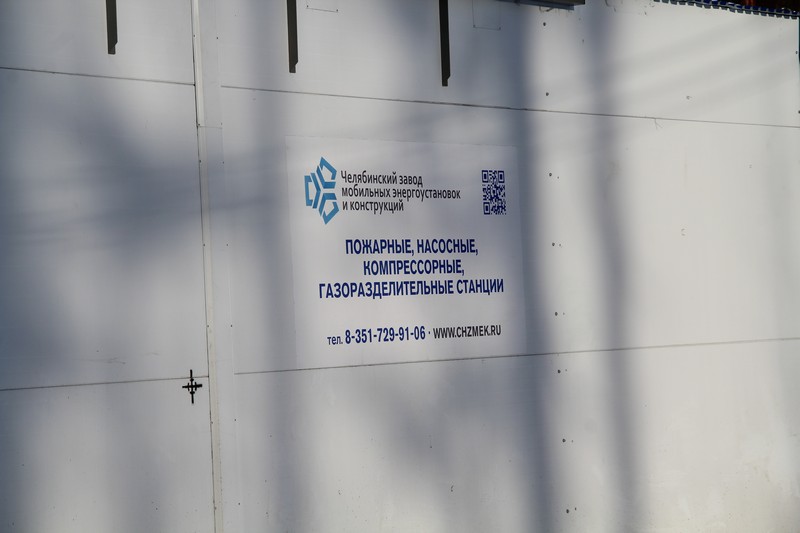 Челябинский завод
мобильных энергоустановок
и конструкций
ПОЖАРНЫЕ, НАСОСНЫЕ,
КОМПРЕССОРНЫЕ,
ГАЗОРАЗДЕЛИТЕЛЬНЫЕ СТАНЦИИ
тел. 8-351-729-91-06 · WWW.CHZMEK.RU